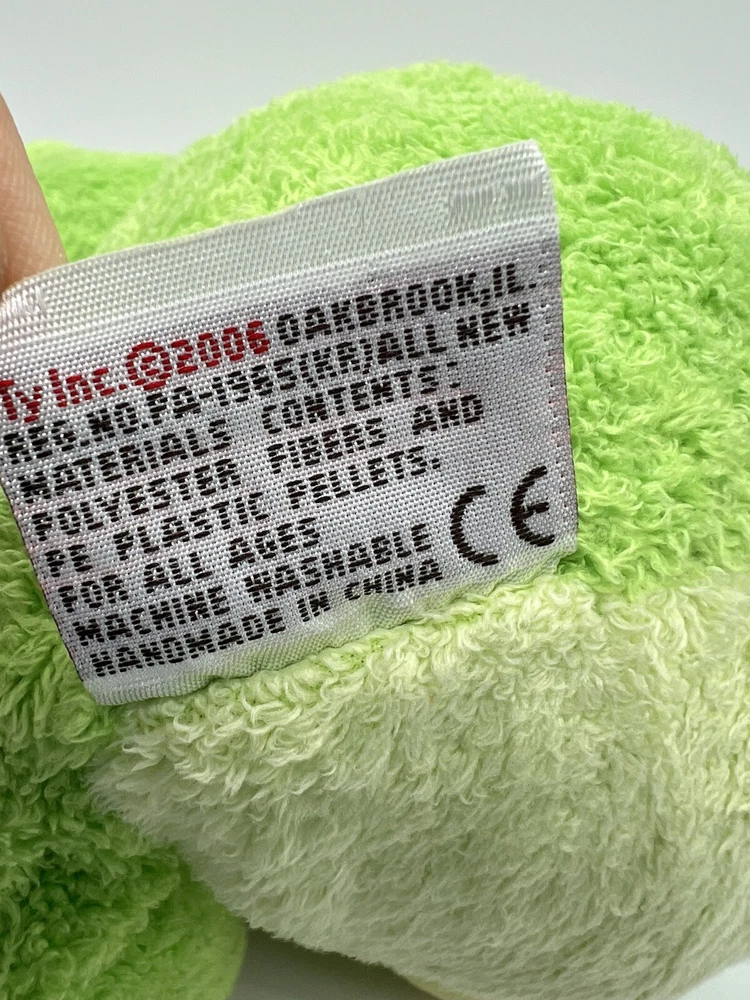 Ty Inc.©2006 OAKBROOK,IL.
REG.NO.PA-1985(KR)/ALL NEW
MATERIALS CONTENTS:
POLYESTER FIBERS AND
PE PLASTIC PELLETS.
FOR ALL AGES
MACHINE WASHABLE
HANDMADE IN CHINA
CE